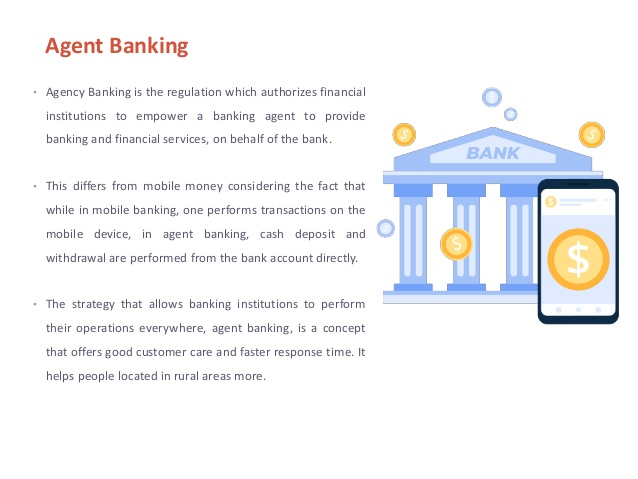 Agent Banking
• Agency Banking is the regulation which authorizes financial
institutions to empower a banking agent to provide
banking and financial services, on behalf of the bank.
• This differs from mobile money considering the fact that
while in mobile banking, one performs transactions on the
mobile device, in agent banking, cash deposit and
withdrawal are performed from the bank account directly.
• The strategy that allows banking institutions to perform
their operations everywhere, agent banking, is a concept
that offers good customer care and faster response time. It
helps people located in rural areas more.
BANK
$
$
$
$
$
$
$